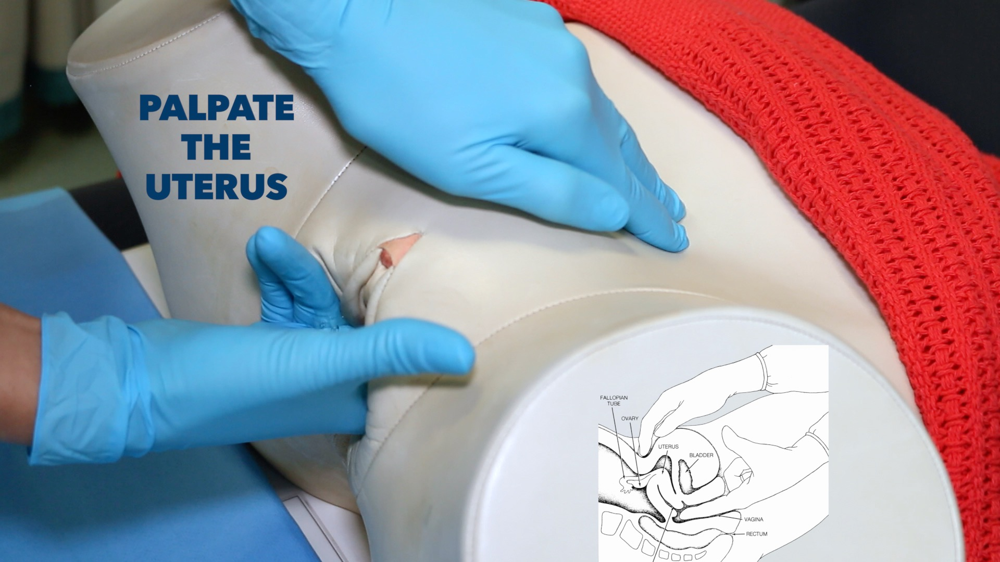 PALPATE
THE
UTERUS
FALLOPIAN
TUBE
OVARY
UTERUS
BLADDER
VAGINA
RECTUM